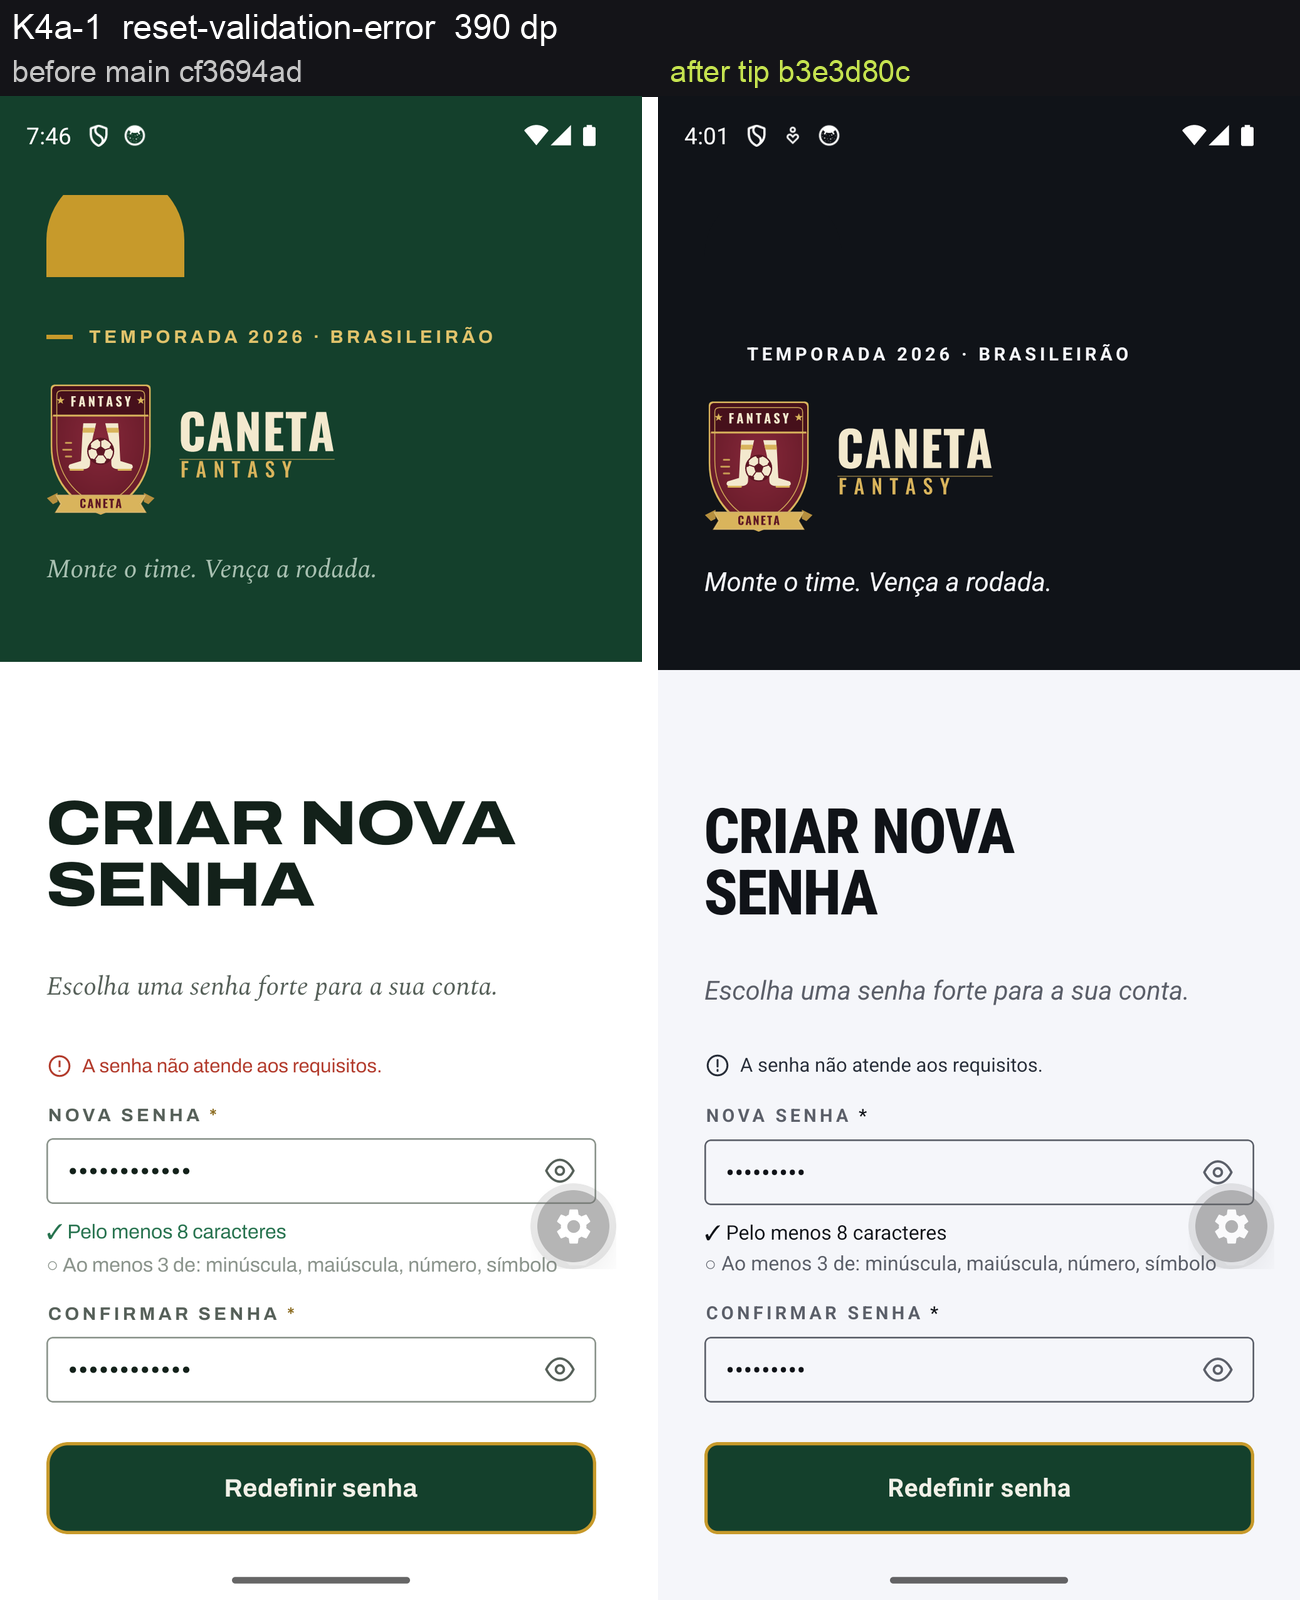 K4a-1 reset-validation-error 390 dp
before main cf3694ad
after tip b3e3d80c
7:46
TEMPORADA 2026 · BRASILEIRÃO
FANTASY
CANETA
CANETA
FANTASY
Monte o time. Vença a rodada.
CRIAR NOVA
SENHA
Escolha uma senha forte para a sua conta.
A senha não atende aos requisitos.
NOVA SENHA *
••••••••••••
✓ Pelo menos 8 caracteres
○ Ao menos 3 de: minúscula, maiúscula, número, símbolo
CONFIRMAR SENHA *
••••••••••••
Redefinir senha
4:01
TEMPORADA 2026 · BRASILEIRÃO
FANTASY
CANETA
CANETA
FANTASY
Monte o time. Vença a rodada.
CRIAR NOVA
SENHA
Escolha uma senha forte para a sua conta.
A senha não atende aos requisitos.
NOVA SENHA *
•••••••••
✓ Pelo menos 8 caracteres
○ Ao menos 3 de: minúscula, maiúscula, número, símbolo
CONFIRMAR SENHA *
•••••••••
Redefinir senha